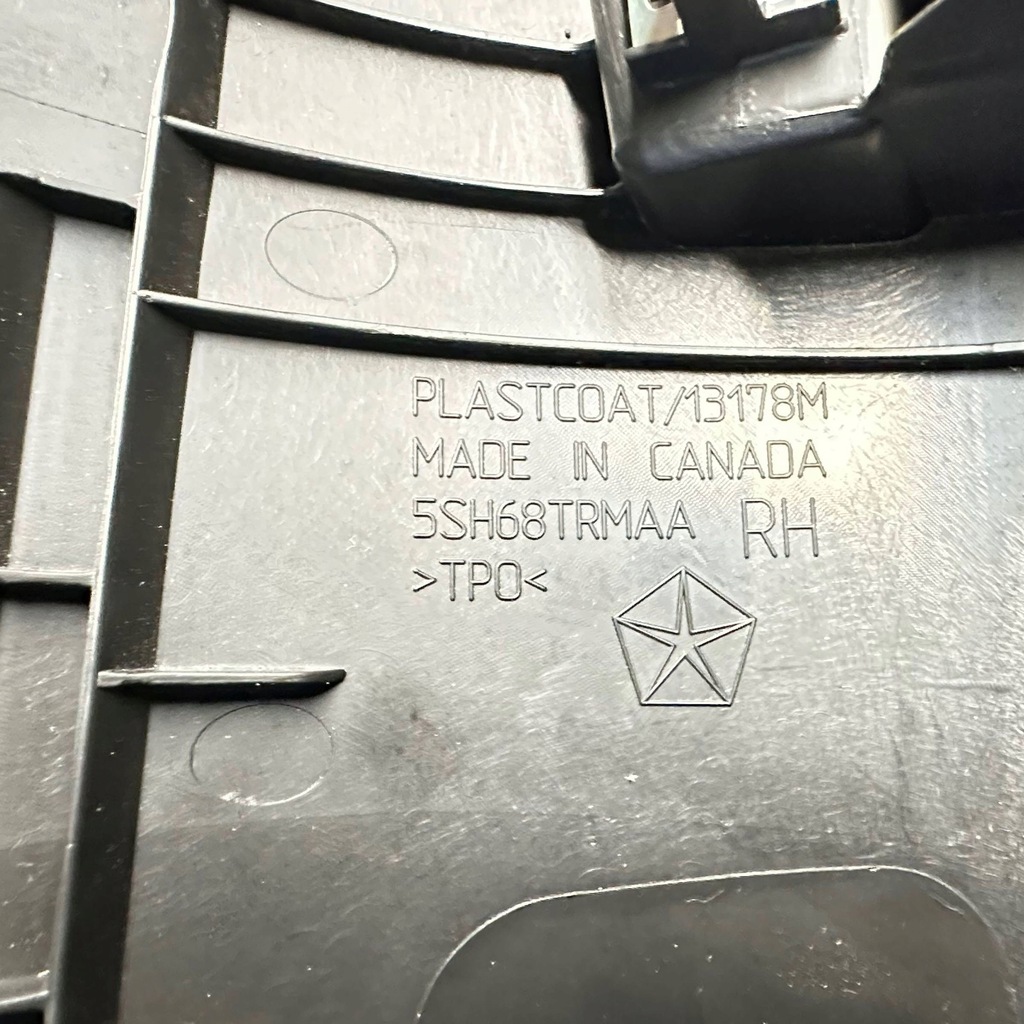 PLASTCOAT/13178M
MADE IN CANADA
5SH68TRMAA RH
>TPO<